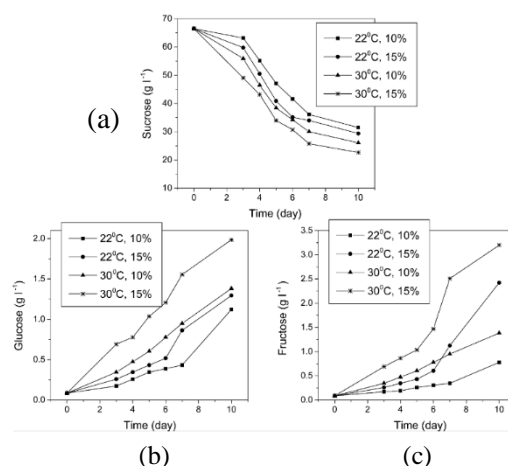 (a)
Sucrose (g l⁻¹)
70
60
50
40
30
20
10
0 2 4 6 8 10
Time (day)
22⁰C, 10%
22⁰C, 15%
30⁰C, 10%
30⁰C, 15%
Glucose (g l⁻¹)
2.0
1.5
1.0
0.5
0.0
0 2 4 6 8 10
Time (day)
22⁰C, 10%
22⁰C, 15%
30⁰C, 10%
30⁰C, 15%
(b)
Fructose (g l⁻¹)
3.5
3.0
2.5
2.0
1.5
1.0
0.5
0.0
0 2 4 6 8 10
Time (day)
22⁰C, 10%
22⁰C, 15%
30⁰C, 10%
30⁰C, 15%
(c)